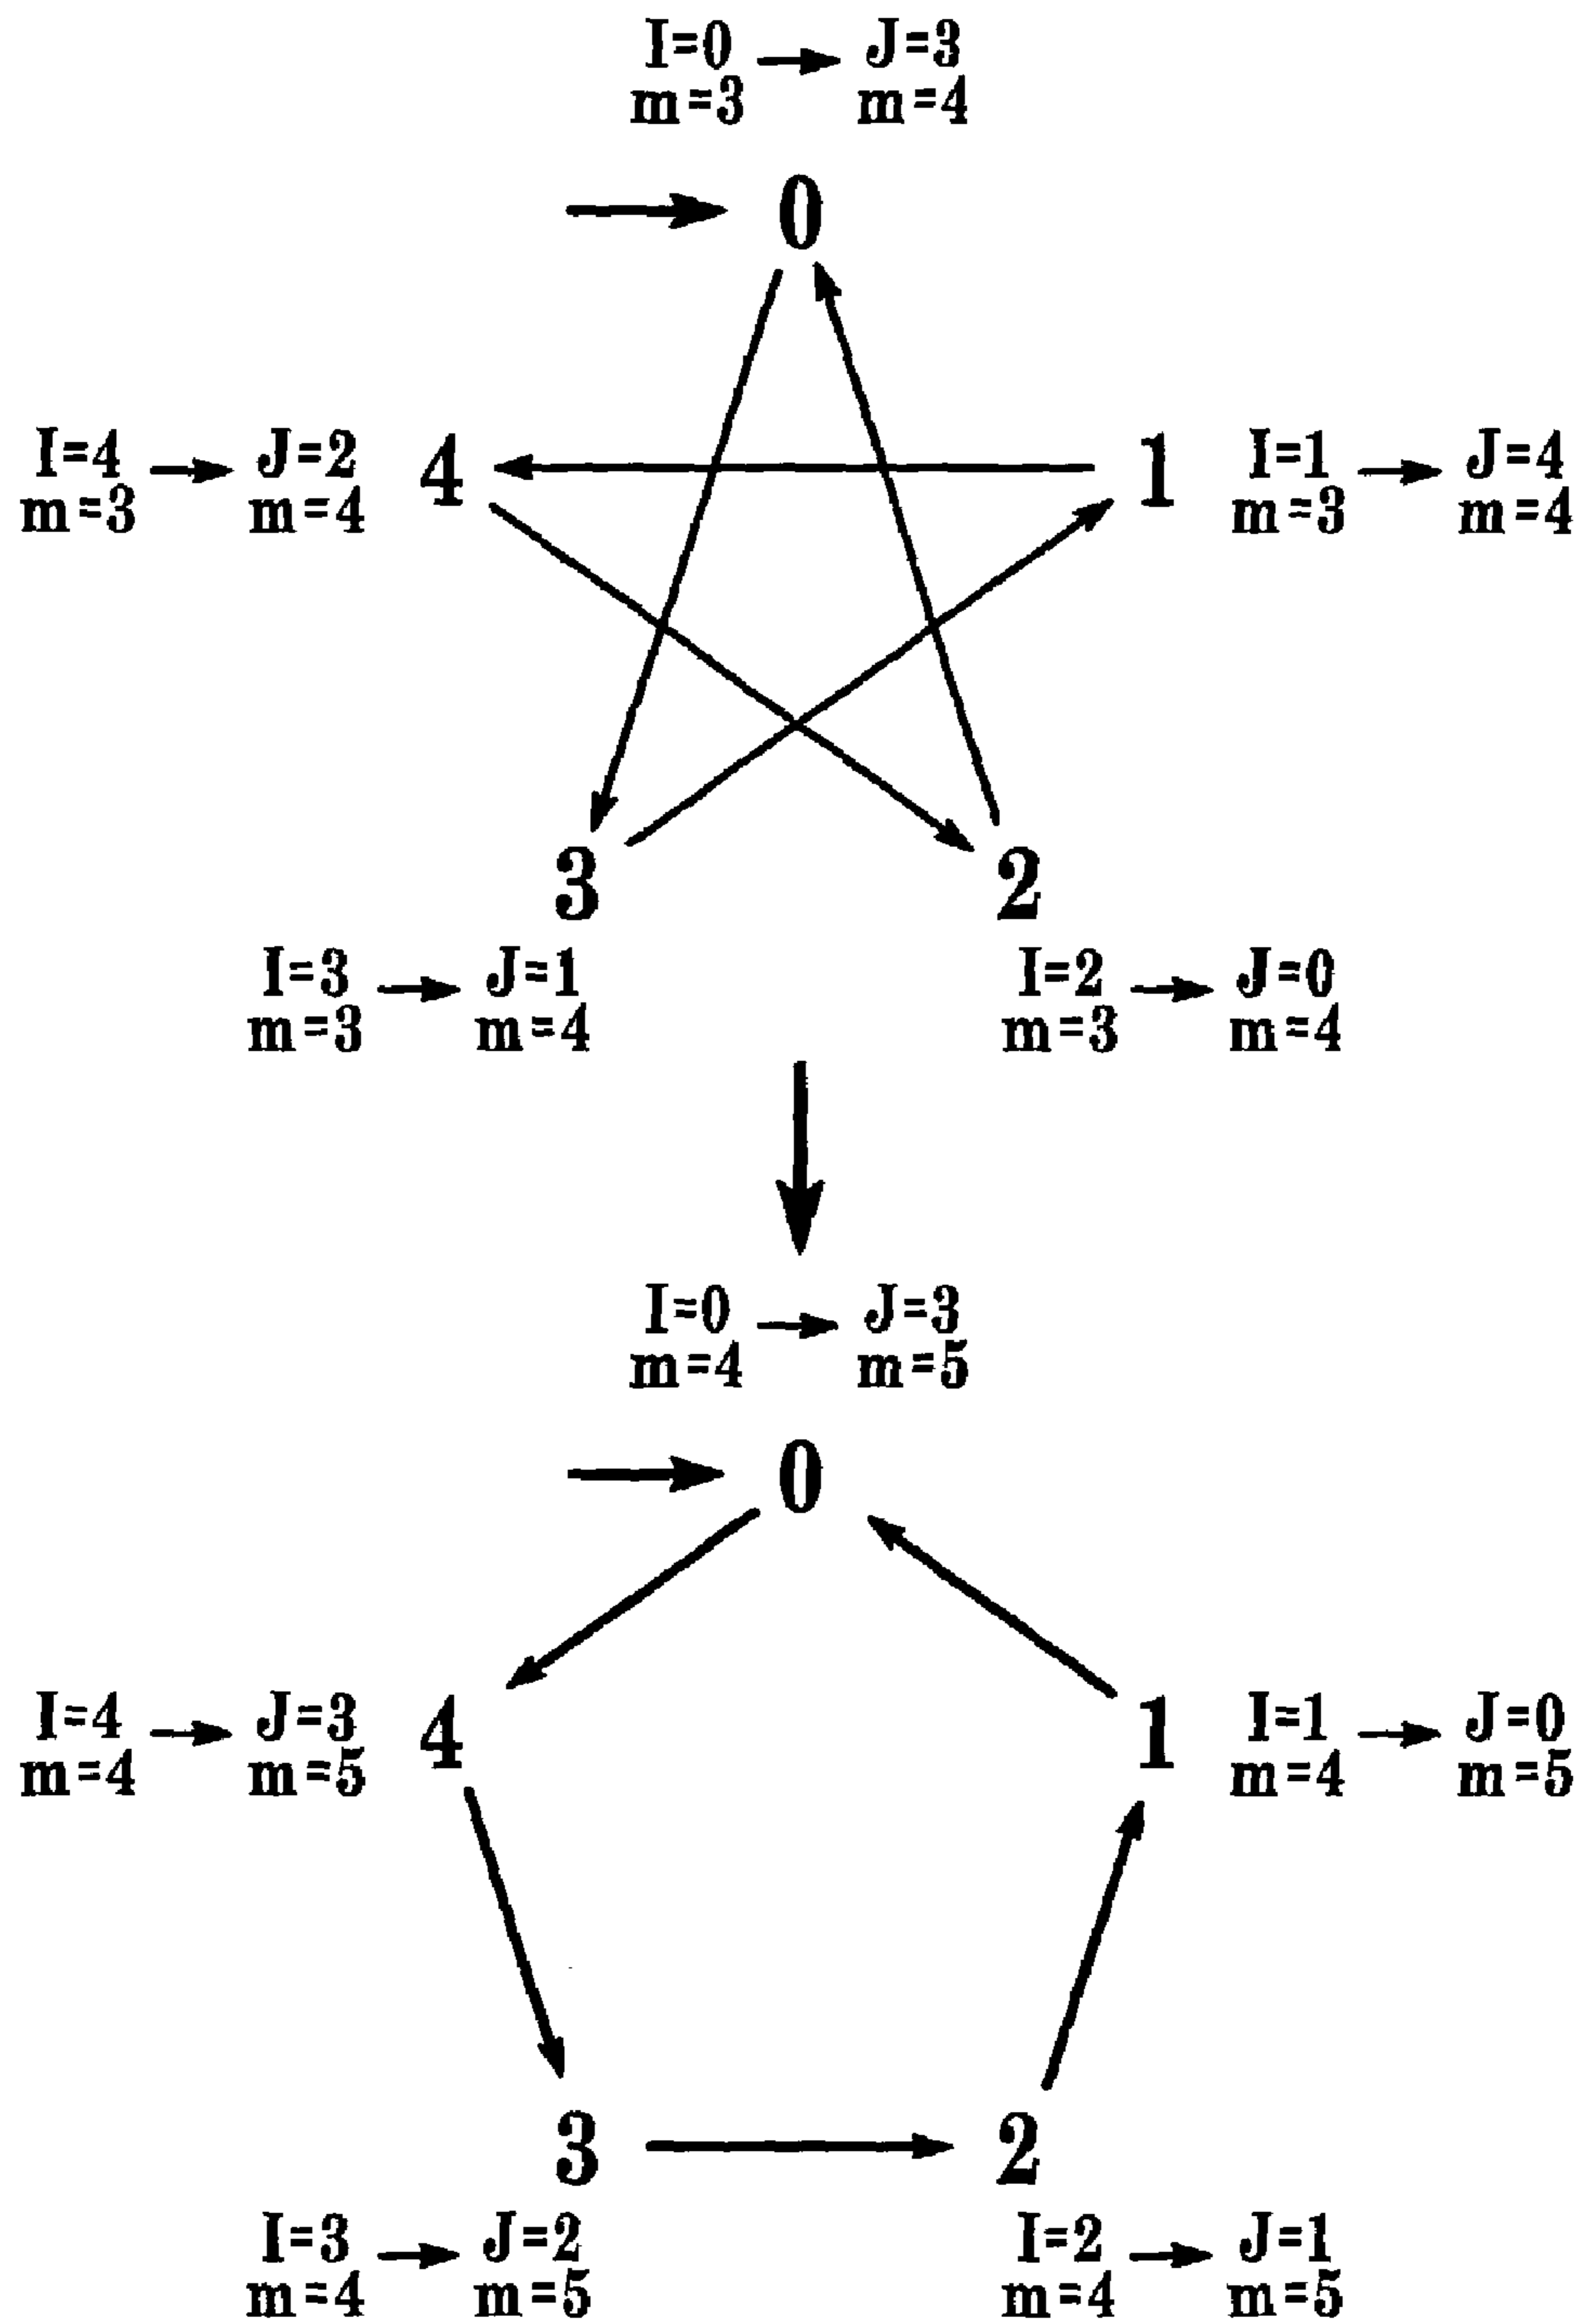 I=0 → J=3
m=3 m=4
0
I=4 → J=2
m=3 m=4
4
1
I=1 → J=4
m=3 m=4
3
2
I=3 → J=1
m=3 m=4
I=2 → J=0
m=3 m=4
I=0 → J=3
m=4 m=5
0
I=4 → J=3
m=4 m=5
4
1
I=1 → J=0
m=4 m=5
3
2
I=3 → J=2
m=4 m=5
I=2 → J=1
m=4 m=5